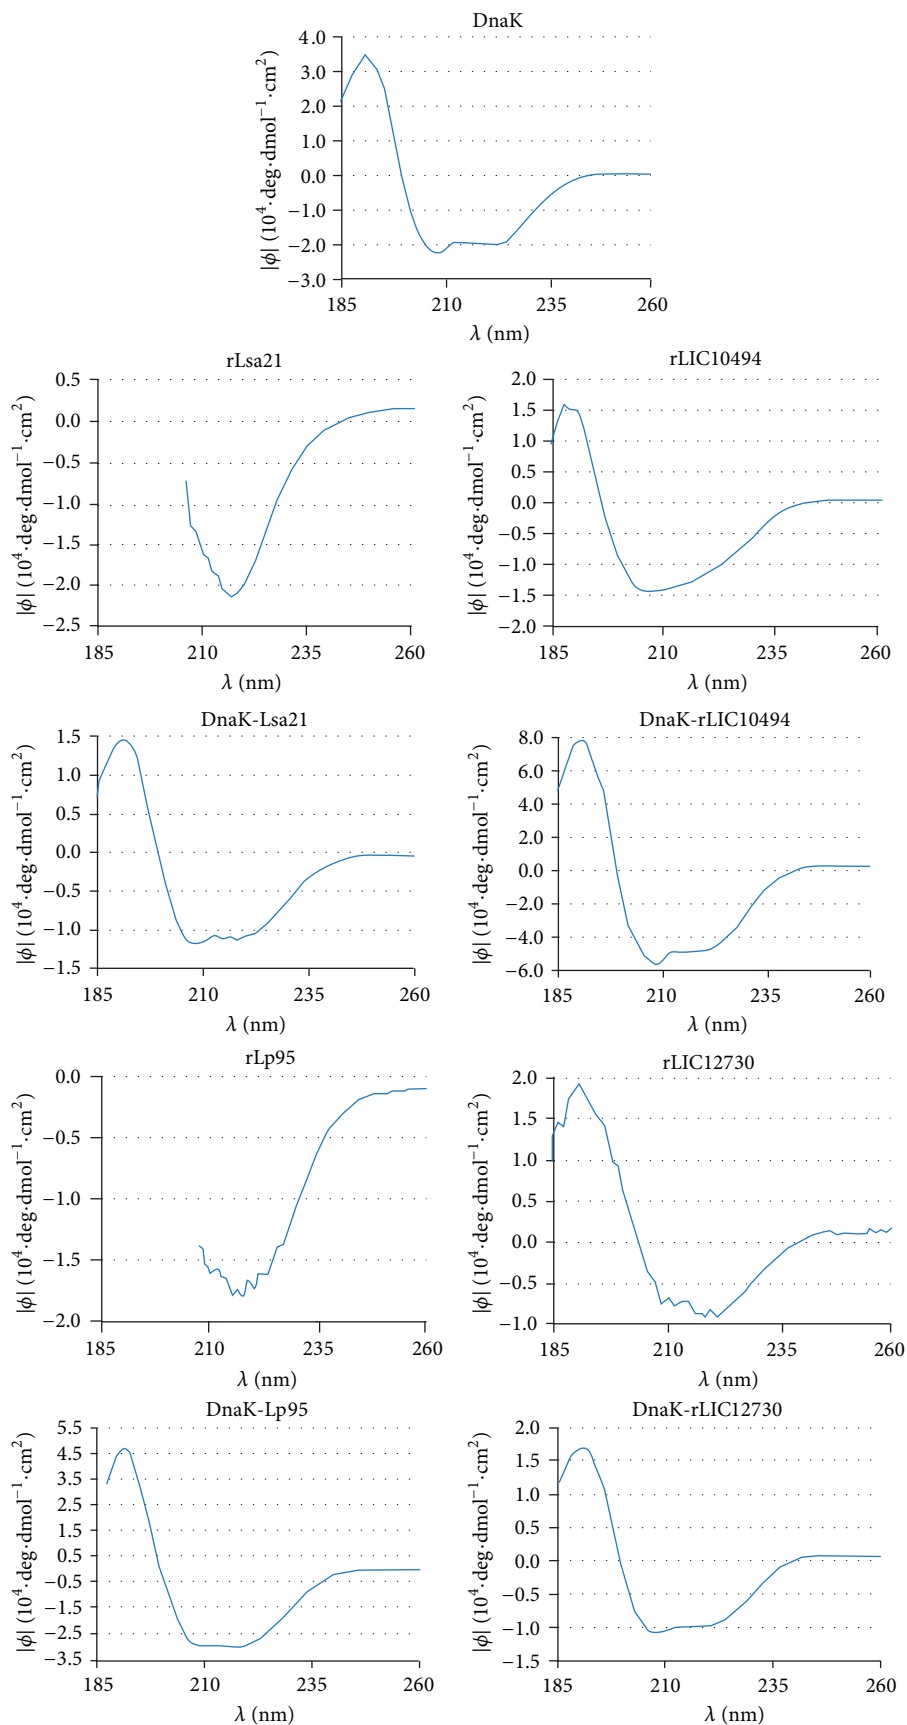 DnaK
|ϕ| (10⁴·deg·dmol⁻¹·cm²)
4.0
3.0
2.0
1.0
0.0
−1.0
−2.0
−3.0
185 210 235 260
λ (nm)
rLsa21
|ϕ| (10⁴·deg·dmol⁻¹·cm²)
0.5
0.0
−0.5
−1.0
−1.5
−2.0
−2.5
185 210 235 260
λ (nm)
rLIC10494
|ϕ| (10⁴·deg·dmol⁻¹·cm²)
2.0
1.5
1.0
0.5
0.0
−0.5
−1.0
−1.5
−2.0
185 210 235 260
λ (nm)
DnaK-Lsa21
|ϕ| (10⁴·deg·dmol⁻¹·cm²)
1.5
1.0
0.5
0.0
−0.5
−1.0
−1.5
185 210 235 260
λ (nm)
DnaK-rLIC10494
|ϕ| (10⁴·deg·dmol⁻¹·cm²)
8.0
6.0
4.0
2.0
0.0
−2.0
−4.0
−6.0
185 210 235 260
λ (nm)
rLp95
|ϕ| (10⁴·deg·dmol⁻¹·cm²)
0.0
−0.5
−1.0
−1.5
−2.0
185 210 235 260
λ (nm)
rLIC12730
|ϕ| (10⁴·deg·dmol⁻¹·cm²)
2.0
1.5
1.0
0.5
0.0
−0.5
−1.0
185 210 235 260
λ (nm)
DnaK-Lp95
|ϕ| (10⁴·deg·dmol⁻¹·cm²)
5.5
4.5
3.5
2.5
1.5
0.5
−0.5
−1.5
−2.5
−3.5
185 210 235 260
λ (nm)
DnaK-rLIC12730
|ϕ| (10⁴·deg·dmol⁻¹·cm²)
2.0
1.5
1.0
0.5
0.0
−0.5
−1.0
−1.5
185 210 235 260
λ (nm)